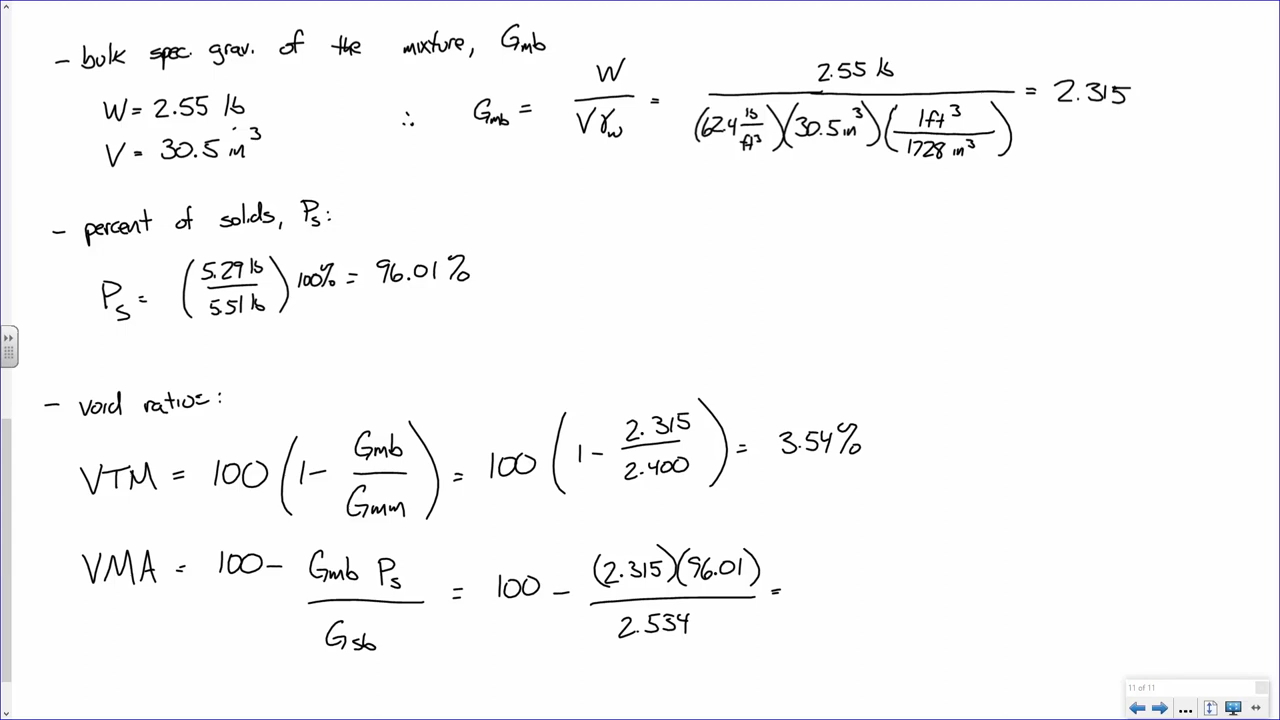 - bulk spec. grav. of the mixture, Gmb
W = 2.55 lb
V = 30.5 in³
∴ Gmb = W / (V γw) = 2.55 lb / ((62.4 lb/ft³)(30.5 in³)(1 ft³ / 1728 in³)) = 2.315
- percent of solids, Ps:
Ps = (5.29 lb / 5.51 lb) 100% = 96.01 %
- void ratios:
VTM = 100 (1 - Gmb / Gmm) = 100 (1 - 2.315 / 2.400) = 3.54%
VMA = 100 - Gmb Ps / Gsb = 100 - (2.315)(96.01) / 2.534 =
11 of 11